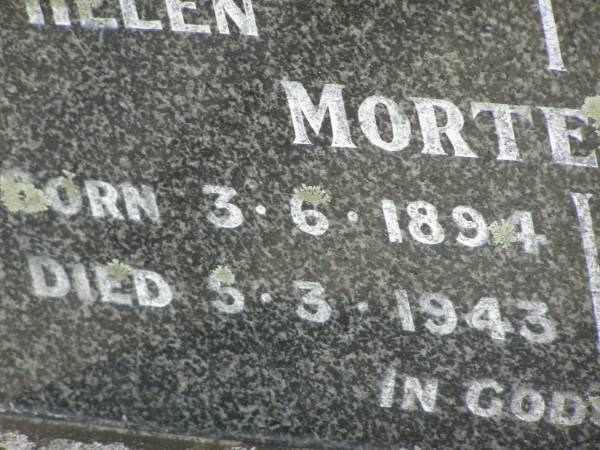 HELEN
MORTE
BORN 3·6·1894
DIED 5·3·1943
IN GOD'S